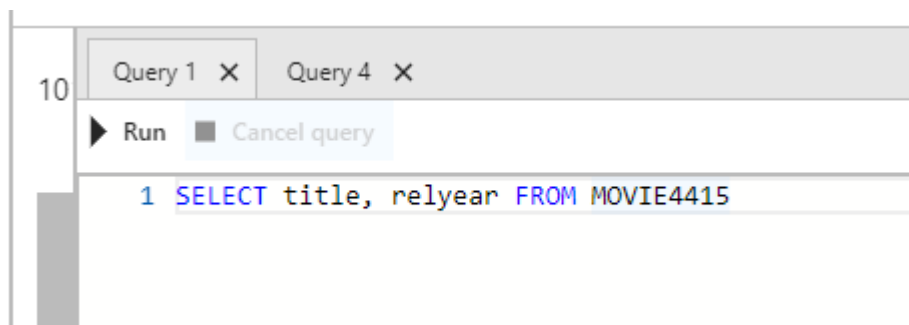 10
Query 1 × Query 4 ×
Run Cancel query
1 SELECT title, relyear FROM MOVIE4415